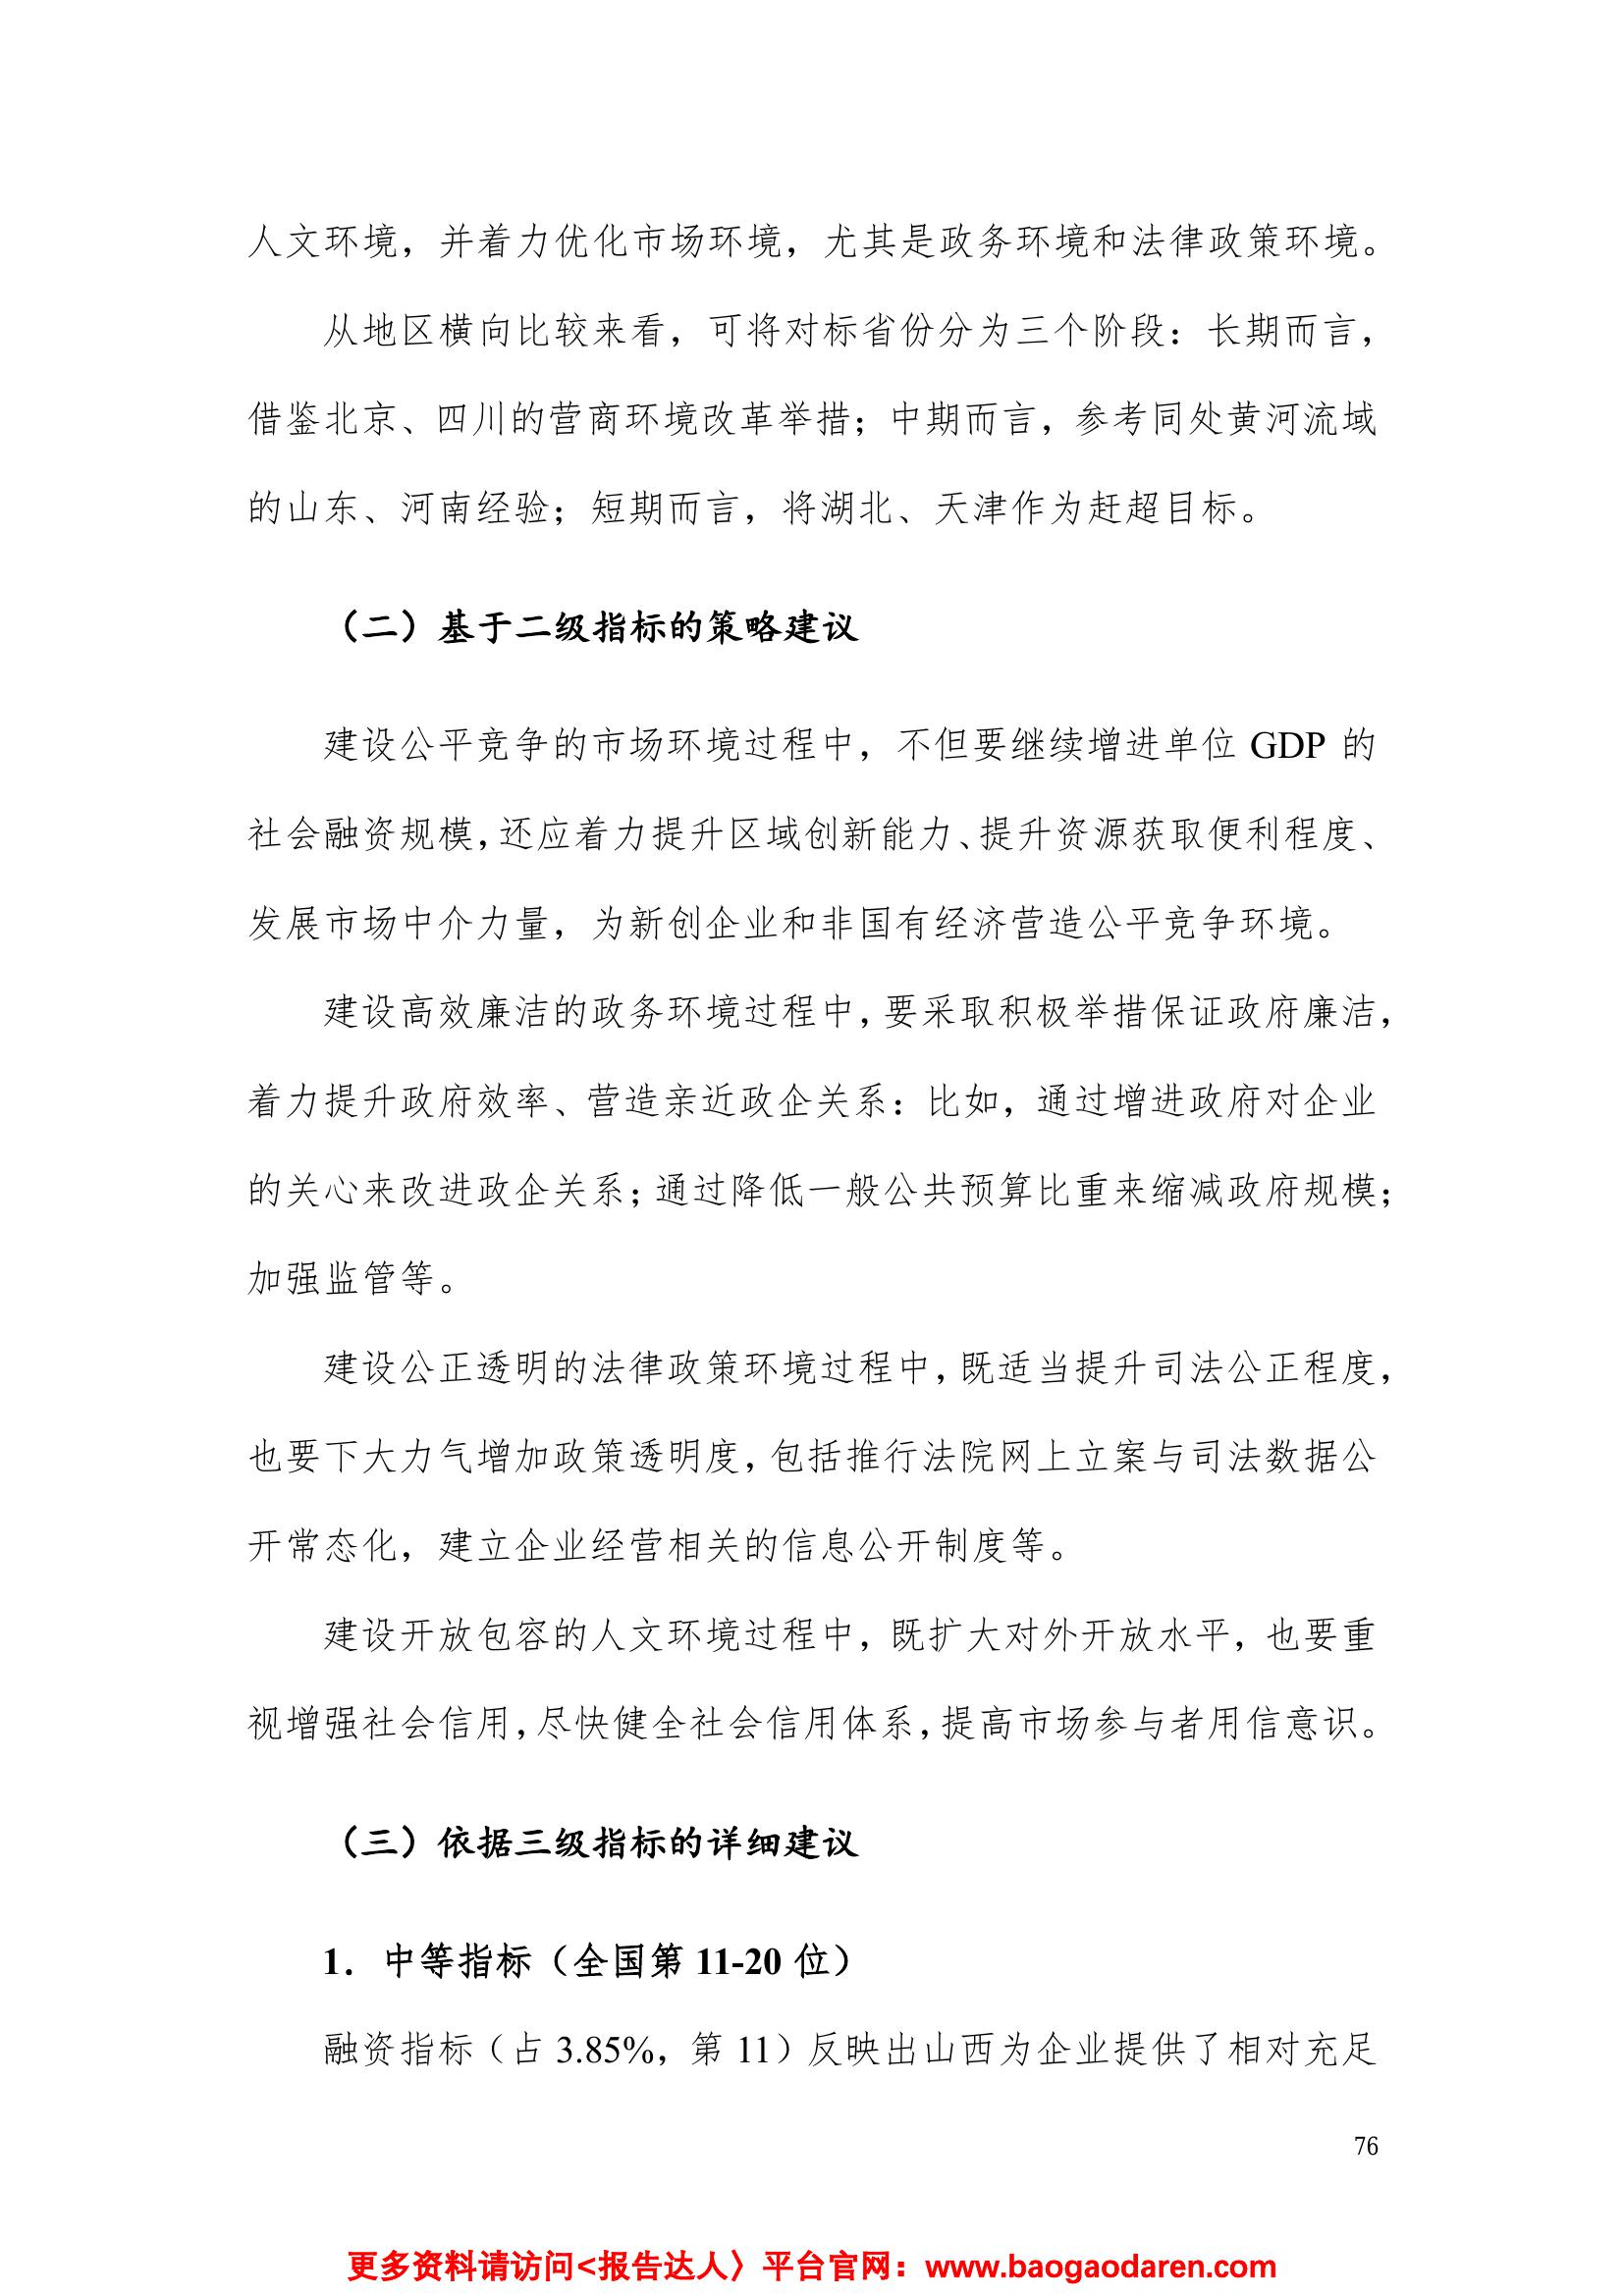 人文环境，并着力优化市场环境，尤其是政务环境和法律政策环境。
从地区横向比较来看，可将对标省份分为三个阶段：长期而言，
借鉴北京、四川的营商环境改革举措；中期而言，参考同处黄河流域
的山东、河南经验；短期而言，将湖北、天津作为赶超目标。
（二）基于二级指标的策略建议
建设公平竞争的市场环境过程中，不但要继续增进单位 GDP 的
社会融资规模，还应着力提升区域创新能力、提升资源获取便利程度、
发展市场中介力量，为新创企业和非国有经济营造公平竞争环境。
建设高效廉洁的政务环境过程中，要采取积极举措保证政府廉洁，
着力提升政府效率、营造亲近政企关系：比如，通过增进政府对企业
的关心来改进政企关系；通过降低一般公共预算比重来缩减政府规模；
加强监管等。
建设公正透明的法律政策环境过程中，既适当提升司法公正程度，
也要下大力气增加政策透明度，包括推行法院网上立案与司法数据公
开常态化，建立企业经营相关的信息公开制度等。
建设开放包容的人文环境过程中，既扩大对外开放水平，也要重
视增强社会信用，尽快健全社会信用体系，提高市场参与者用信意识。
（三）依据三级指标的详细建议
1．中等指标（全国第 11-20 位）
融资指标（占 3.85%，第 11）反映出山西为企业提供了相对充足
76
更多资料请访问<报告达人〉平台官网：www.baogaodaren.com